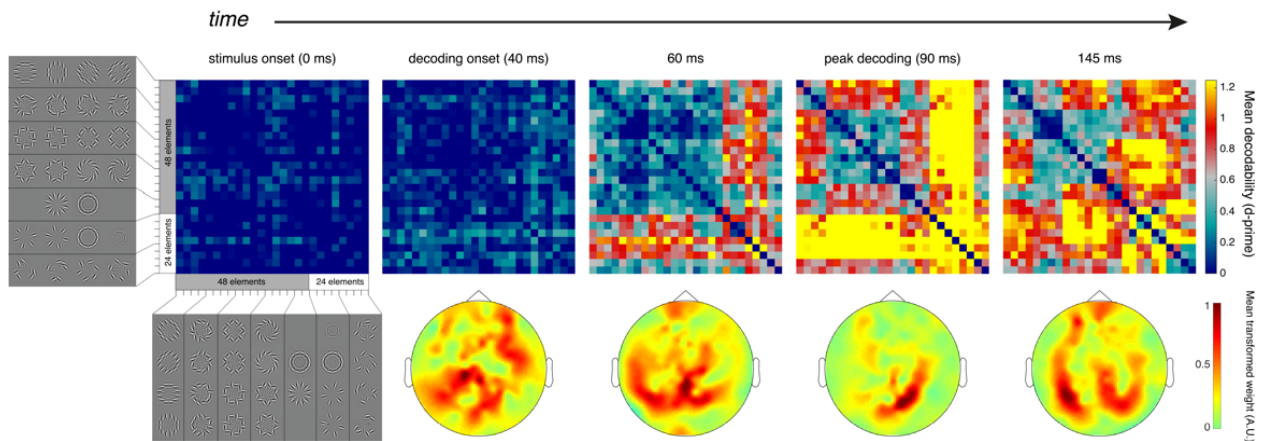 time
stimulus onset (0 ms)
decoding onset (40 ms)
60 ms
peak decoding (90 ms)
145 ms
48 elements
24 elements
48 elements
24 elements
1.2
1
0.8
0.6
0.4
0.2
0
Mean decodability (d-prime)
1
0.5
0
Mean transformed weight (A.U.)